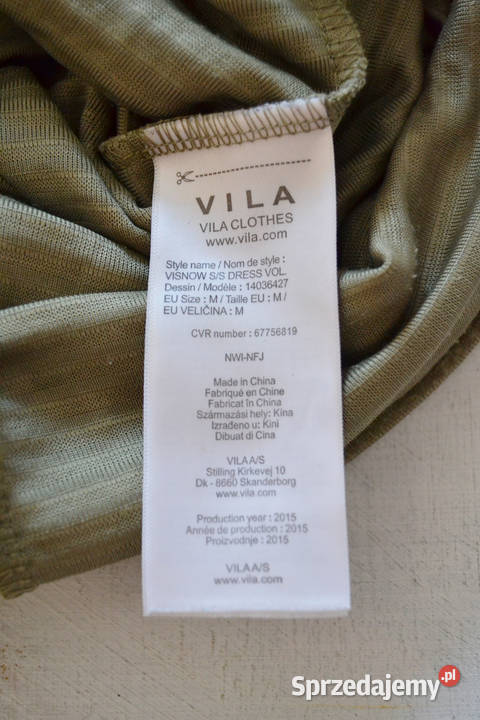 VILA
VILA CLOTHES
www.vila.com
Style name / Nom de style :
VISNOW S/S DRESS VOL.
Dessin / Modèle : 14036427
EU Size : M / Taille EU : M /
EU VELIČINA : M
CVR number : 67756819
NWI-NFJ
Made in China
Fabriqué en Chine
Fabricat în China
Származási hely: Kína
Izrađeno u: Kini
Dibuat di Cina
VILA A/S
Stilling Kirkevej 10
Dk - 8660 Skanderborg
www.vila.com
Production year : 2015
Année de production : 2015
Proizvodnje : 2015
VILA A/S
www.vila.com
Sprzedajemy.pl